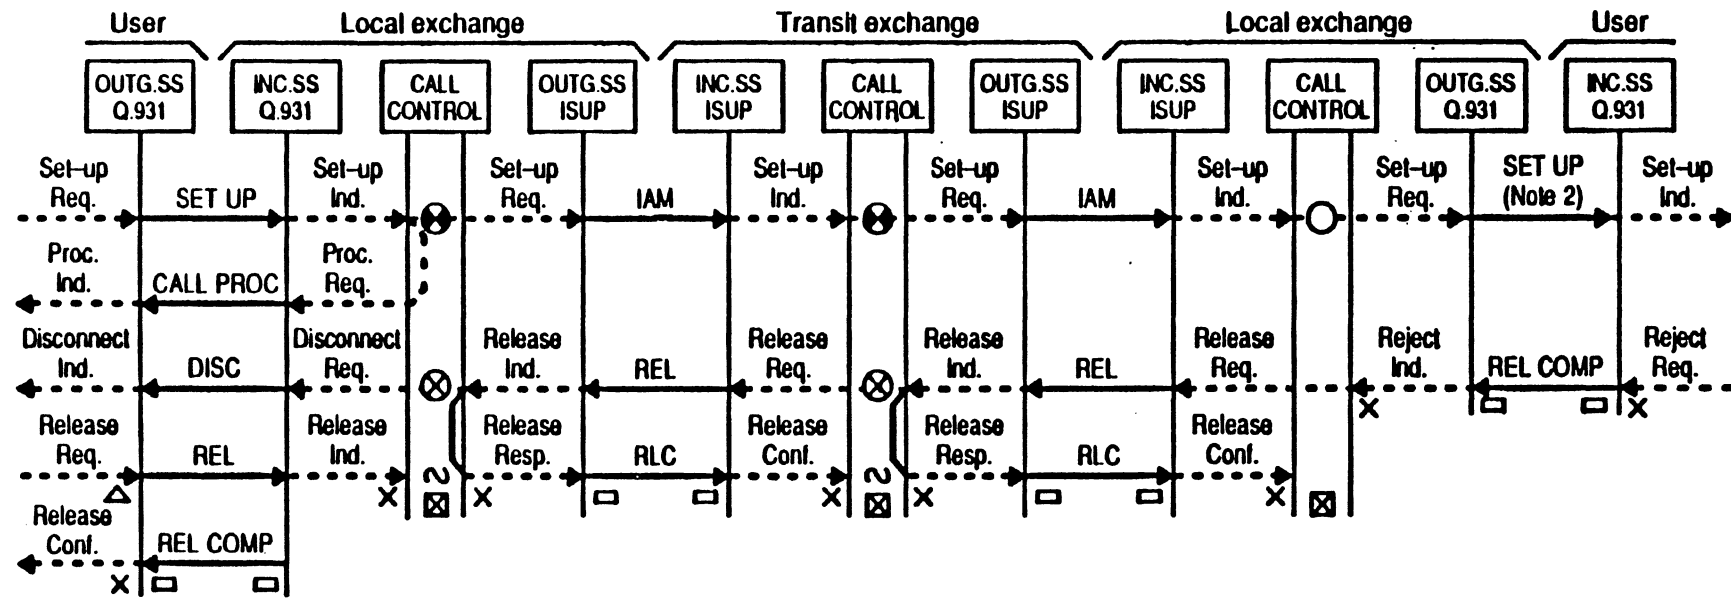 User
Local exchange
Transit exchange
Local exchange
User
OUTG.SS
Q.931
INC.SS
Q.931
CALL
CONTROL
OUTG.SS
ISUP
INC.SS
ISUP
CALL
CONTROL
OUTG.SS
ISUP
INC.SS
ISUP
CALL
CONTROL
OUTG.SS
Q.931
INC.SS
Q.931
Set-up
Req.
SET UP
Set-up
Ind.
Set-up
Req.
IAM
Set-up
Ind.
Set-up
Req.
IAM
Set-up
Ind.
Set-up
Req.
SET UP
(Note 2)
Set-up
Ind.
Proc.
Ind.
CALL PROC
Proc.
Req.
Disconnect
Ind.
DISC
Disconnect
Req.
Release
Ind.
REL
Release
Req.
Release
Ind.
REL
Release
Req.
Reject
Ind.
REL COMP
Reject
Req.
Release
Req.
REL
Release
Ind.
Release
Resp.
RLC
Release
Conf.
Release
Resp.
RLC
Release
Conf.
Release
Conf.
REL COMP